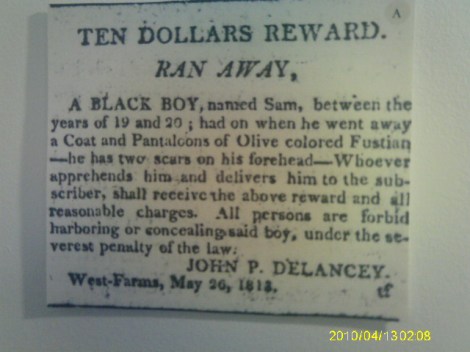 A
TEN DOLLARS REWARD.
RAN AWAY,
A BLACK BOY, named Sam, between the
years of 19 and 20; had on when he went away
a Coat and Pantaloons of Olive colored Fustian
—he has two scars on his forehead—Whoever
apprehends him and delivers him to the sub-
scriber, shall receive the above reward and all
reasonable charges. All persons are forbid
harboring or concealing said boy, under the se-
verest penalty of the law.
JOHN P. DELANCEY.
West-Farms, May 26, 1813. tf
2010/04/13 02:08